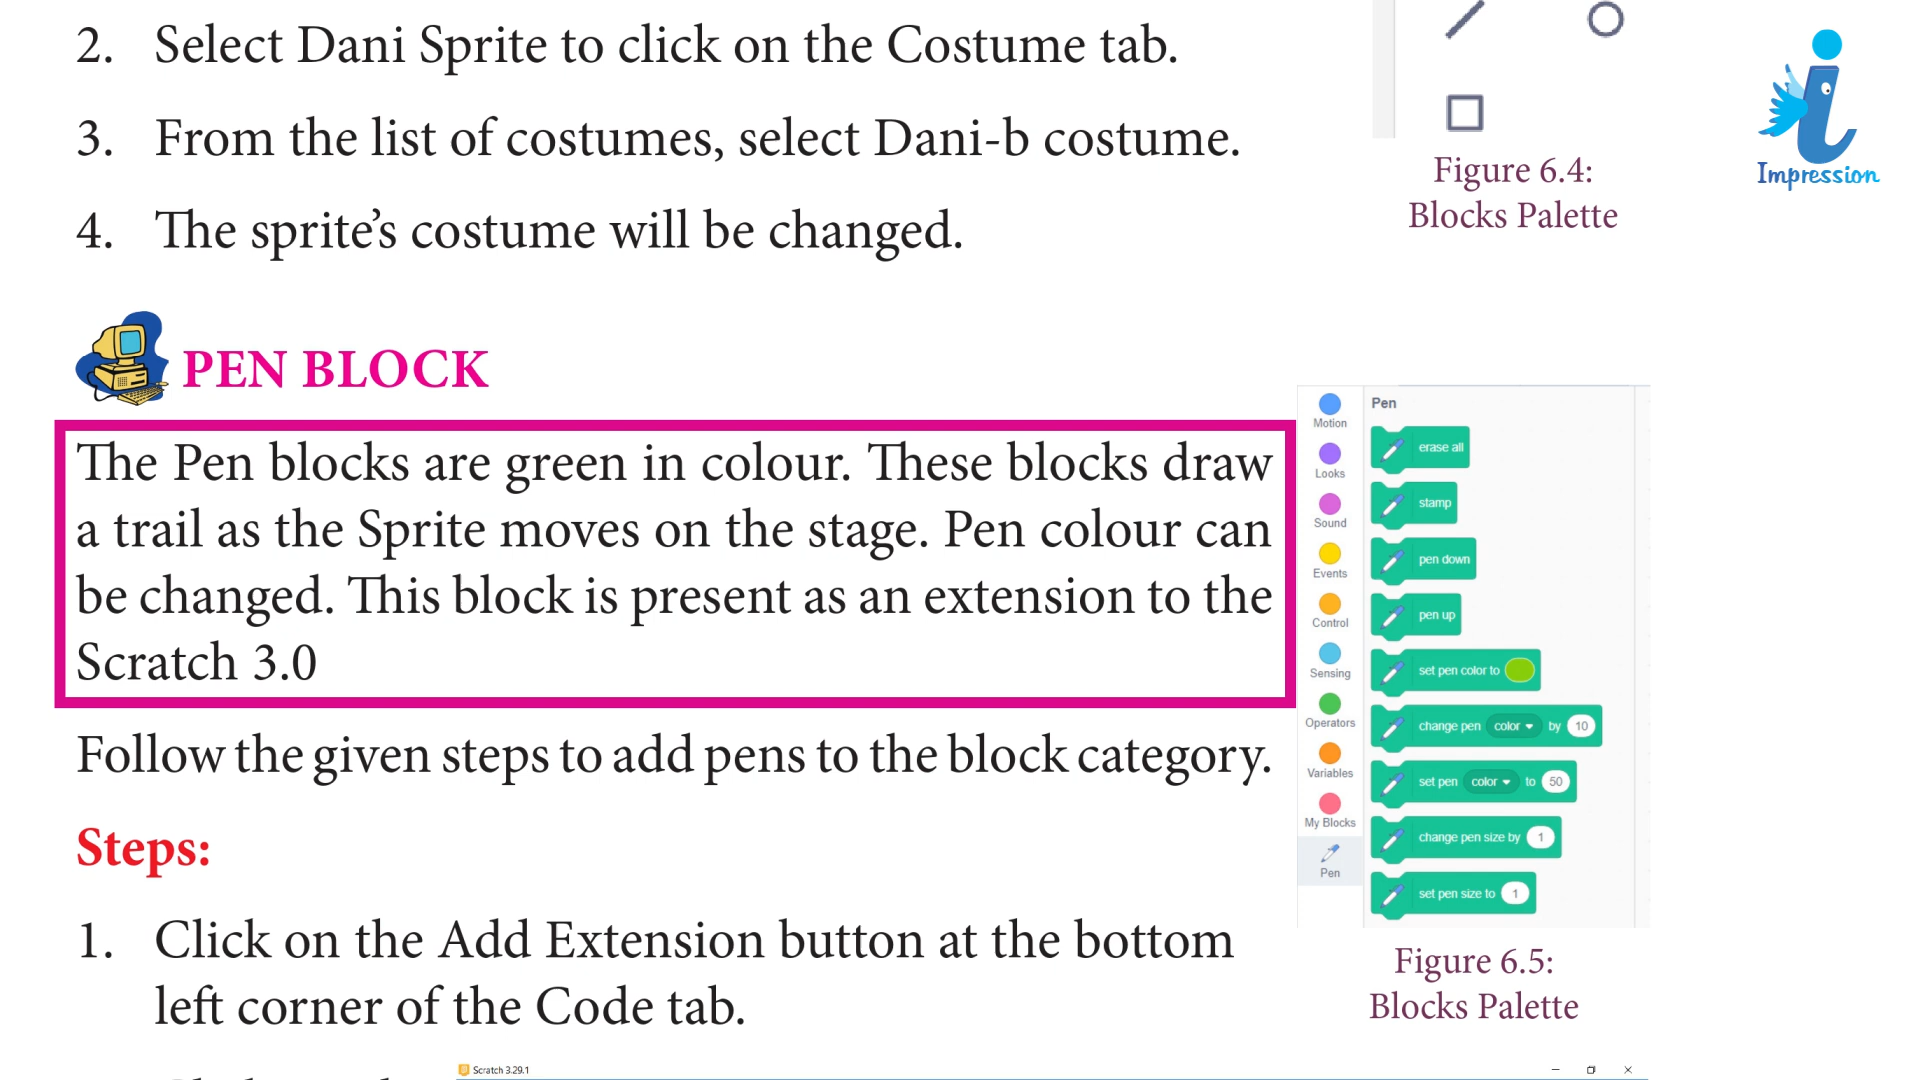 2. Select Dani Sprite to click on the Costume tab.
3. From the list of costumes, select Dani-b costume.
4. The sprite’s costume will be changed.
Figure 6.4:
Blocks Palette
Impression
PEN BLOCK
The Pen blocks are green in colour. These blocks draw
a trail as the Sprite moves on the stage. Pen colour can
be changed. This block is present as an extension to the
Scratch 3.0
Follow the given steps to add pens to the block category.
Steps:
1. Click on the Add Extension button at the bottom
left corner of the Code tab.
Motion
Looks
Sound
Events
Control
Sensing
Operators
Variables
My Blocks
Pen
Pen
erase all
stamp
pen down
pen up
set pen color to
change pen color by 10
set pen color to 50
change pen size by 1
set pen size to 1
Figure 6.5:
Blocks Palette
Scratch 3.29.1